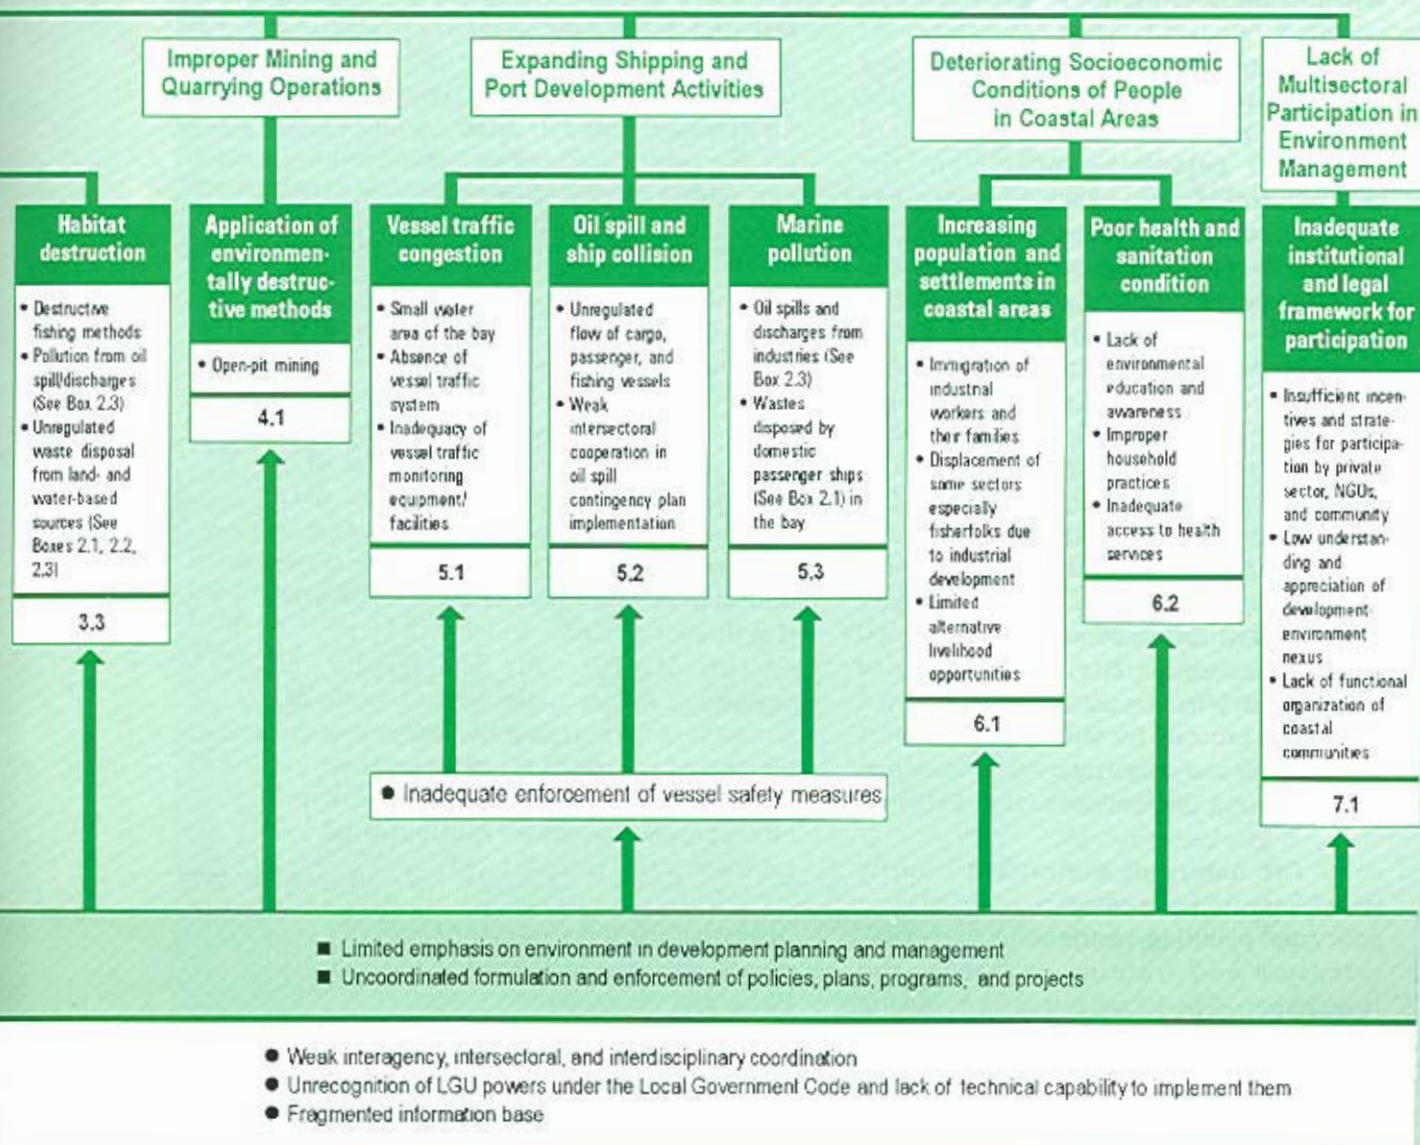 Improper Mining and
Quarrying Operations
Expanding Shipping and
Port Development Activities
Deteriorating Socioeconomic
Conditions of People
in Coastal Areas
Lack of
Multisectoral
Participation in
Environment
Management
Habitat
destruction
• Destructive
fishing methods
• Pollution from oil
spill/discharges
(See Box 2.3)
• Unregulated
waste disposal
from land- and
water-based
sources (See
Boxes 2.1, 2.2,
2.3)
3.3
Application of
environmen-
tally destruc-
tive methods
• Open-pit mining
4.1
Vessel traffic
congestion
• Small water
area of the bay
• Absence of
vessel traffic
system
• Inadequacy of
vessel traffic
monitoring
equipment/
facilities
5.1
Oil spill and
ship collision
• Unregulated
flow of cargo,
passenger, and
fishing vessels
• Weak
intersectoral
cooperation in
oil spill
contingency plan
implementation
5.2
Marine
pollution
• Oil spills and
discharges from
industries (See
Box 2.3)
• Wastes
disposed by
domestic
passenger ships
(See Box 2.1) in
the bay
5.3
Increasing
population and
settlements in
coastal areas
• Immigration of
industrial
workers and
their families
• Displacement of
some sectors
especially
fisherfolks due
to industrial
development
• Limited
alternative
livelihood
opportunities
6.1
Poor health and
sanitation
condition
• Lack of
environmental
education and
awareness
• Improper
household
practices
• Inadequate
access to health
services
6.2
Inadequate
institutional
and legal
framework for
participation
• Insufficient incen-
tives and strate-
gies for participa-
tion by private
sector, NGOs,
and community
• Low understan-
ding and
appreciation of
development-
environment
nexus
• Lack of functional
organization of
coastal
communities
7.1
● Inadequate enforcement of vessel safety measures
■ Limited emphasis on environment in development planning and management
■ Uncoordinated formulation and enforcement of policies, plans, programs, and projects
● Weak interagency, intersectoral, and interdisciplinary coordination
● Unrecognition of LGU powers under the Local Government Code and lack of technical capability to implement them
● Fragmented information base